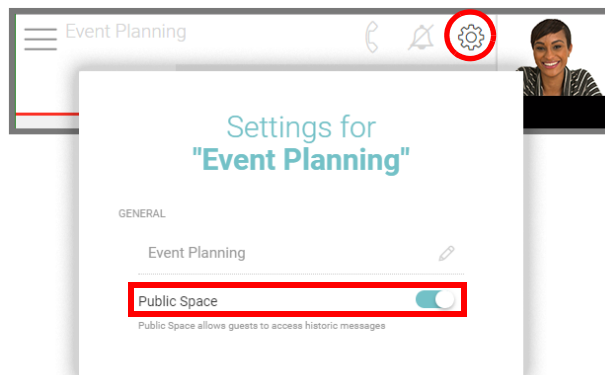 Event Planning
Settings for
"Event Planning"
GENERAL
Event Planning
Public Space
Public Space allows guests to access historic messages